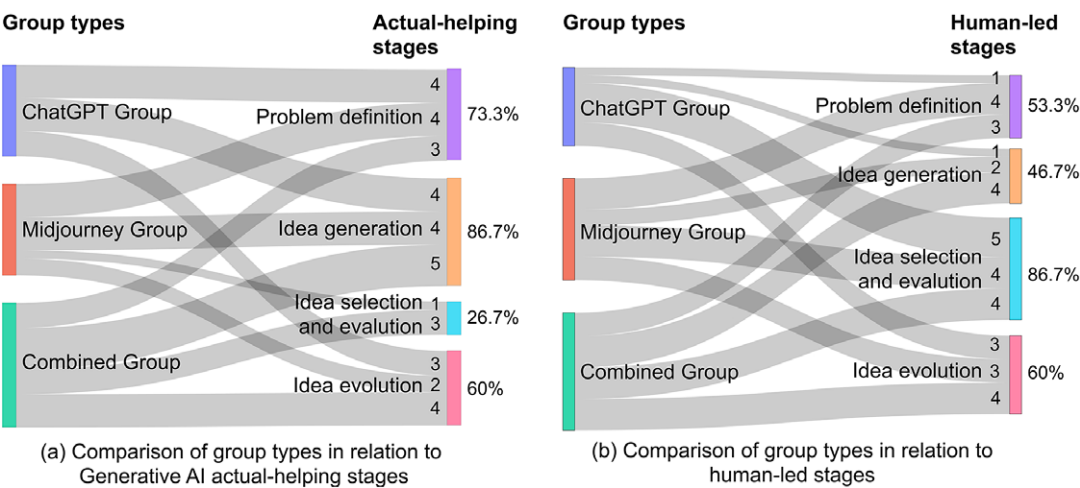 Group types
Actual-helping
stages
ChatGPT Group
Midjourney Group
Combined Group
4
Problem definition 4
3
73.3%
4
Idea generation 4
5
86.7%
Idea selection 1
and evalution 3
26.7%
3
Idea evolution 2
4
60%
(a) Comparison of group types in relation to
Generative AI actual-helping stages
Group types
Human-led
stages
ChatGPT Group
Midjourney Group
Combined Group
1
Problem definition 4
3
53.3%
1
Idea generation 2
4
46.7%
5
Idea selection
and evalution 4
4
86.7%
3
Idea evolution 3
4
60%
(b) Comparison of group types in relation to
human-led stages